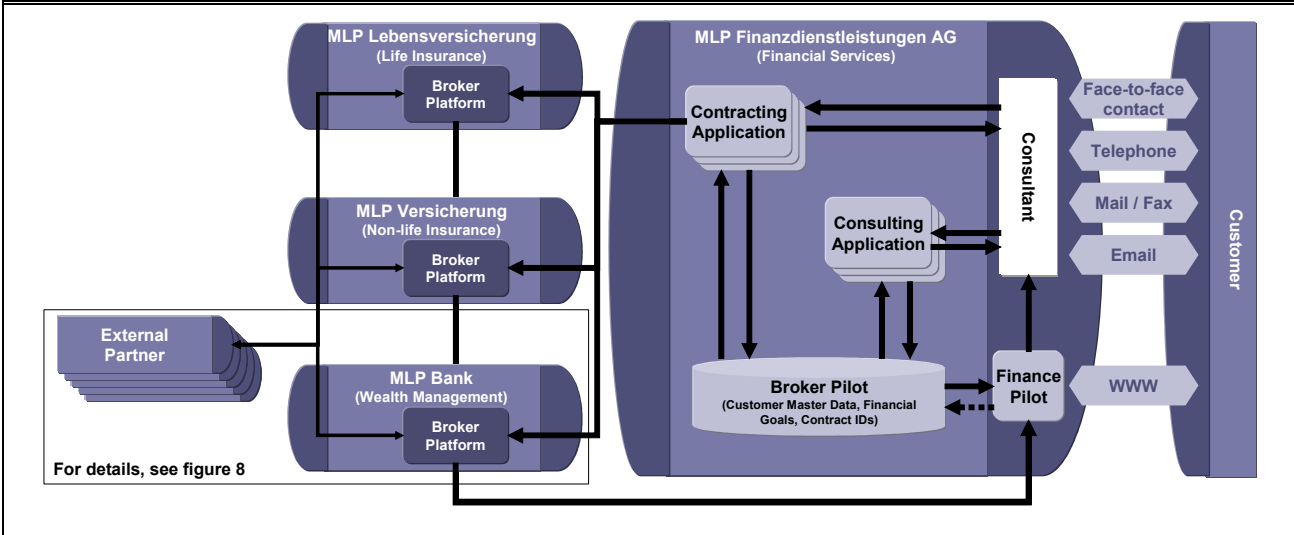 MLP Lebensversicherung
(Life Insurance)
Broker
Platform
MLP Versicherung
(Non-life Insurance)
Broker
Platform
External
Partner
MLP Bank
(Wealth Management)
Broker
Platform
For details, see figure 8
MLP Finanzdienstleistungen AG
(Financial Services)
Contracting
Application
Consulting
Application
Broker Pilot
(Customer Master Data, Financial
Goals, Contract IDs)
Consultant
Finance
Pilot
Face-to-face
contact
Telephone
Mail / Fax
Email
WWW
Customer